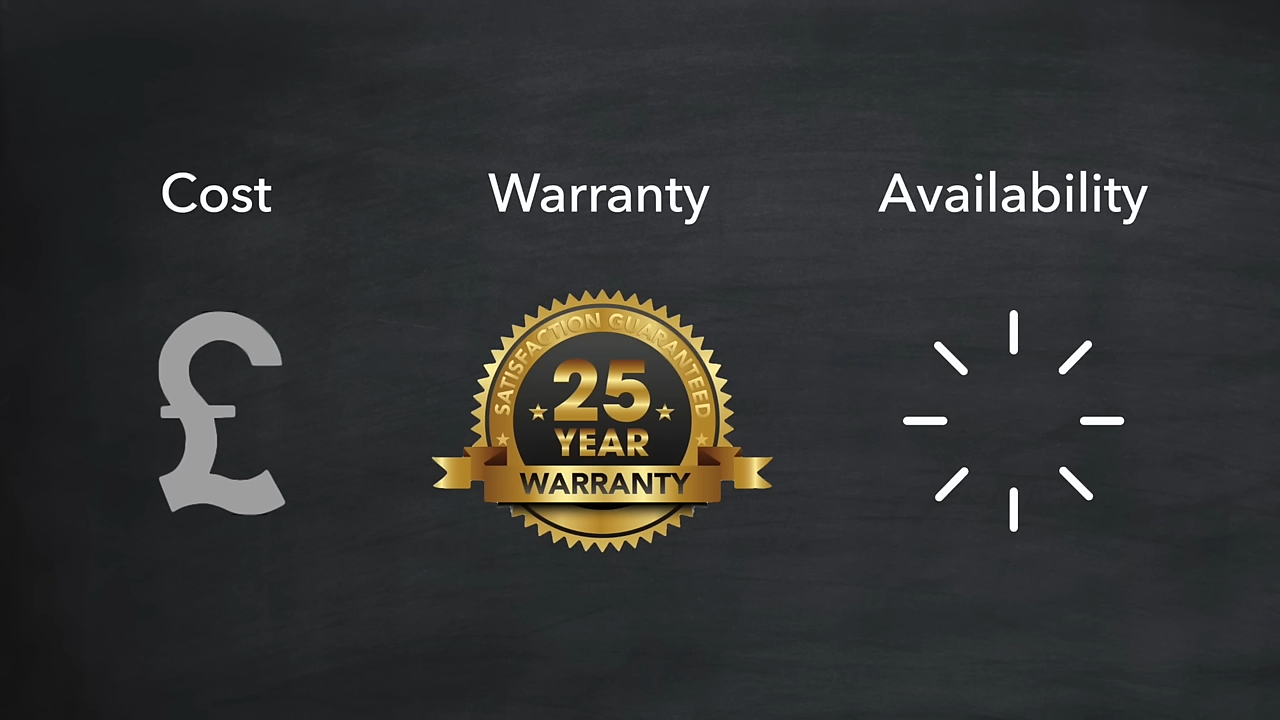 Cost
Warranty
Availability
£
SATISFACTION GUARANTEED
25
YEAR
WARRANTY